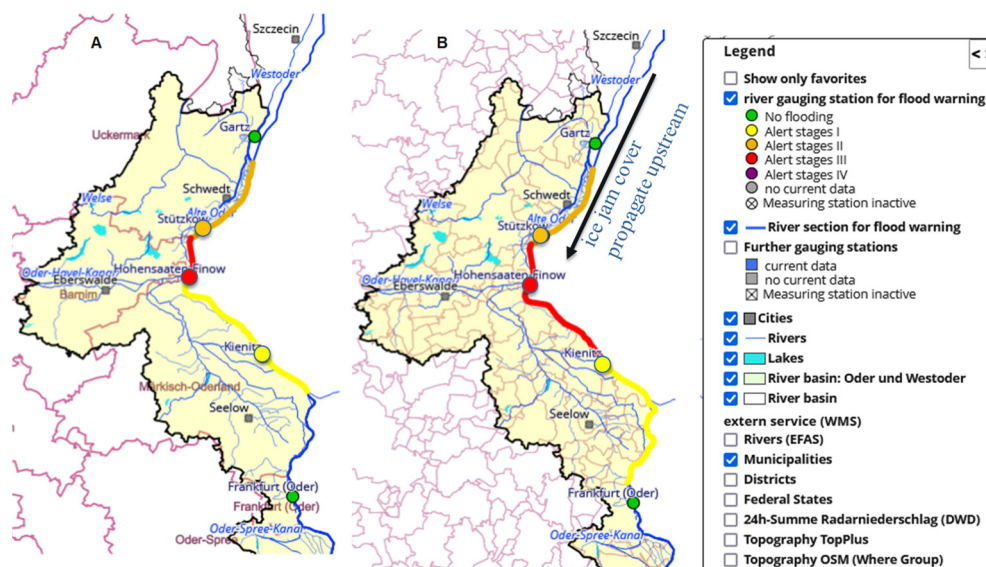 A
Szczecin
Westoder
Uckermark
Gartz
Schwedt
Welse
Alte Od
Stützkow
Oder-Havel-Kanal
Hohensaaten-Finow
Eberswalde
Barnim
Kienitz
Märkisch-Oderland
Seelow
Frankfurt (Oder)
Frankfurt (Oder)
Oder-Spree-Kanal
Oder-Spree
B
Szczecin
Westoder
Gartz
ice jam cover
propagate upstream
Schwedt
Welse
Alte Od
Stützkow
Hohensaaten-Finow
Oder-Havel-Kanal
Eberswalde
Kienitz
Seelow
Frankfurt (Oder)
Oder-Spree-Kanal
Legend
<
Show only favorites
river gauging station for flood warning
No flooding
Alert stages I
Alert stages II
Alert stages III
Alert stages IV
no current data
Measuring station inactive
River section for flood warning
Further gauging stations
current data
no current data
Measuring station inactive
Cities
Rivers
Lakes
River basin: Oder und Westoder
River basin
extern service (WMS)
Rivers (EFAS)
Municipalities
Districts
Federal States
24h-Summe Radarniederschlag (DWD)
Topography TopPlus
Topography OSM (Where Group)